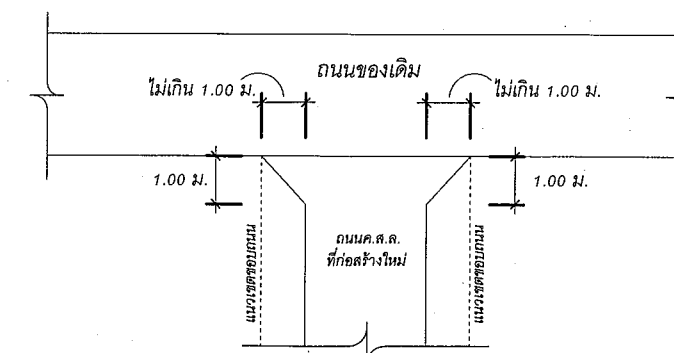 ถนนของเดิม
ไม่เกิน 1.00 ม.
ไม่เกิน 1.00 ม.
1.00 ม.
1.00 ม.
แนวเขตขอบถนน
ถนนค.ส.ล.
ที่ก่อสร้างใหม่
แนวเขตขอบถนน